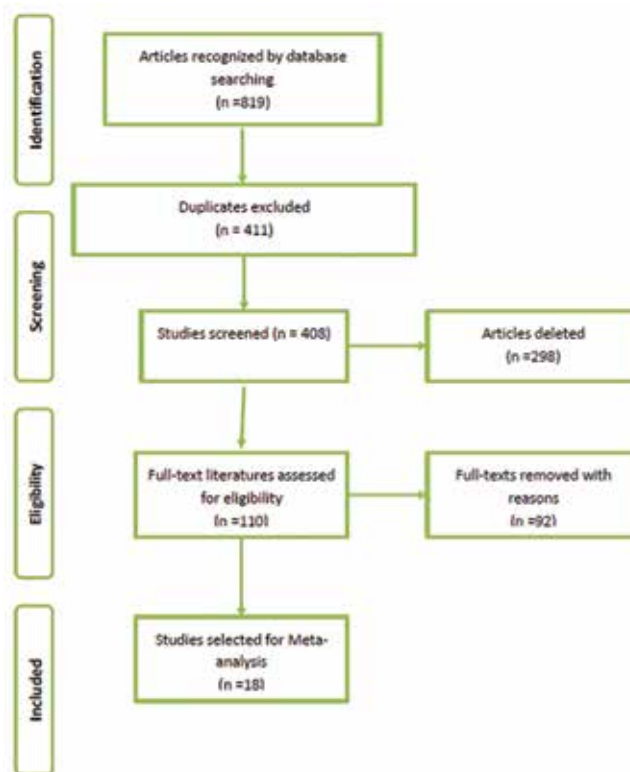 Identification
Articles recognized by database
searching
(n =819)
Duplicates excluded
(n = 411)
Screening
Studies screened (n = 408)
Articles deleted
(n =298)
Eligibility
Full-text literatures assessed
for eligibility
(n =110)
Full-texts removed with
reasons
(n =92)
Included
Studies selected for Meta-
analysis
(n =18)